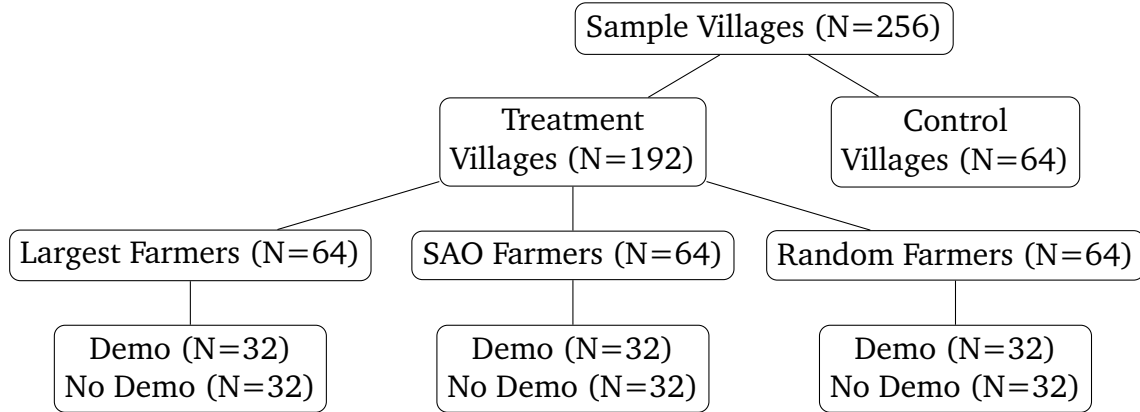 Sample Villages (N=256)
Treatment
Villages (N=192)
Control
Villages (N=64)
Largest Farmers (N=64)
SAO Farmers (N=64)
Random Farmers (N=64)
Demo (N=32)
No Demo (N=32)
Demo (N=32)
No Demo (N=32)
Demo (N=32)
No Demo (N=32)